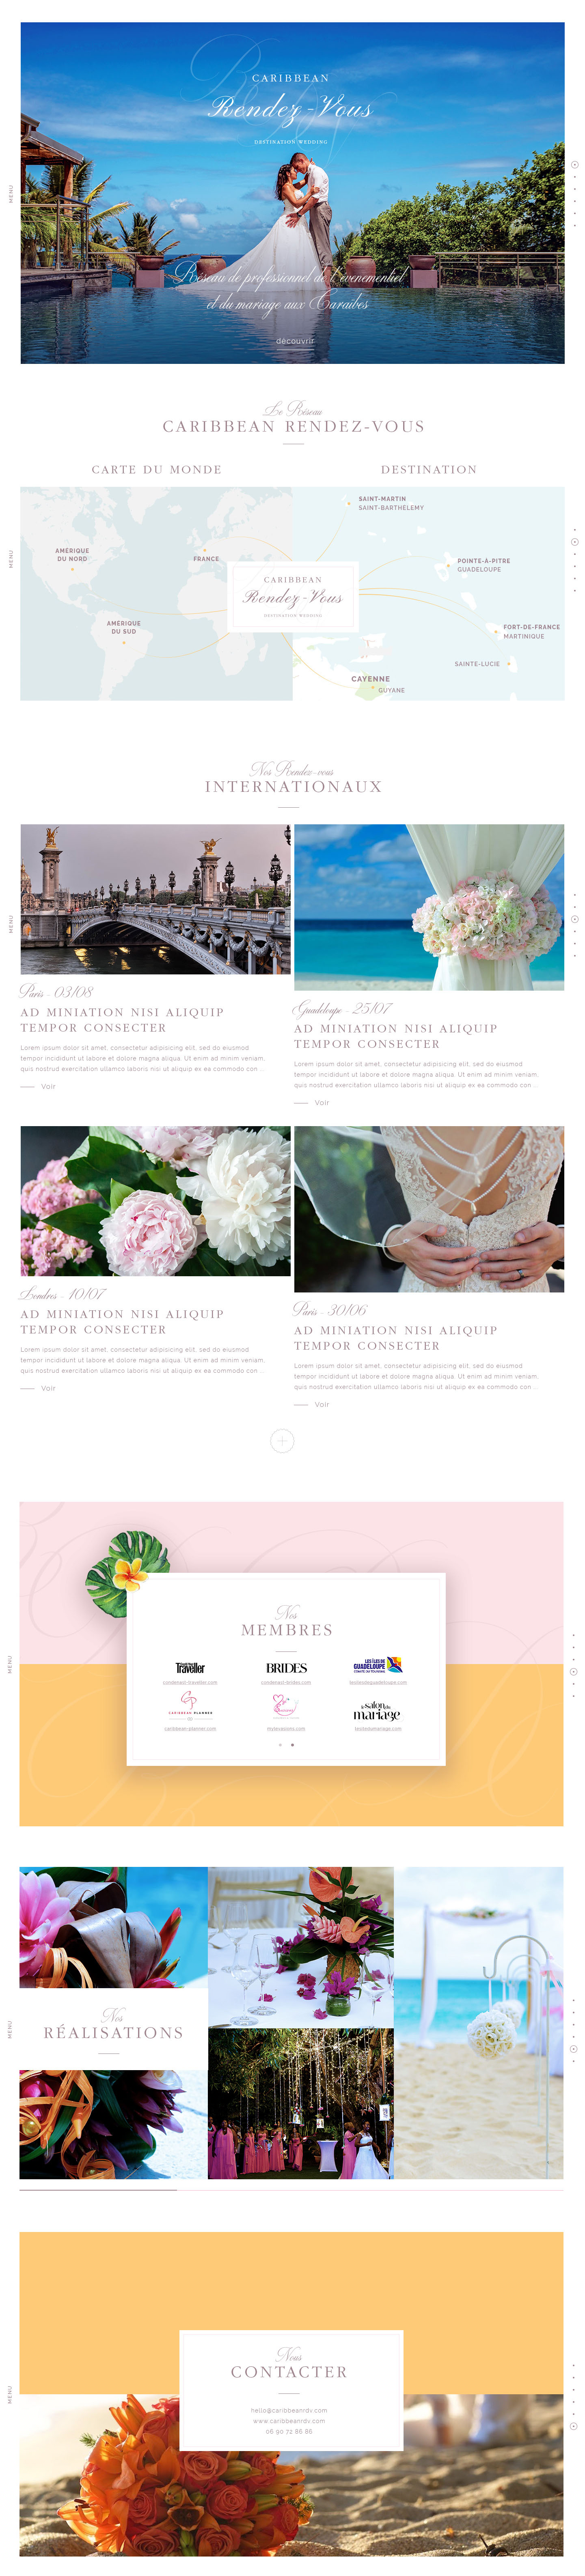 CARIBBEAN
Rendez-Vous
DESTINATION WEDDING
MENU
Réseau de professionnel de l'évenementiel
et du mariage aux Caraïbes
découvrir
Le Réseau
CARIBBEAN RENDEZ-VOUS
CARTE DU MONDE
DESTINATION
MENU
AMÉRIQUE
DU NORD
FRANCE
AMÉRIQUE
DU SUD
CARIBBEAN
Rendez-Vous
DESTINATION WEDDING
SAINT-MARTIN
SAINT-BARTHÉLEMY
POINTE-À-PITRE
GUADELOUPE
FORT-DE-FRANCE
MARTINIQUE
SAINTE-LUCIE
CAYENNE
GUYANE
Nos Rendez-vous
INTERNATIONAUX
MENU
Paris - 03/08
AD MINIATION NISI ALIQUIP
TEMPOR CONSECTER
Lorem ipsum dolor sit amet, consectetur adipisicing elit, sed do eiusmod
tempor incididunt ut labore et dolore magna aliqua. Ut enim ad minim veniam,
quis nostrud exercitation ullamco laboris nisi ut aliquip ex ea commodo con ...
Voir
Guadeloupe - 25/07
AD MINIATION NISI ALIQUIP
TEMPOR CONSECTER
Lorem ipsum dolor sit amet, consectetur adipisicing elit, sed do eiusmod
tempor incididunt ut labore et dolore magna aliqua. Ut enim ad minim veniam,
quis nostrud exercitation ullamco laboris nisi ut aliquip ex ea commodo con ...
Voir
Londres - 10/07
AD MINIATION NISI ALIQUIP
TEMPOR CONSECTER
Lorem ipsum dolor sit amet, consectetur adipisicing elit, sed do eiusmod
tempor incididunt ut labore et dolore magna aliqua. Ut enim ad minim veniam,
quis nostrud exercitation ullamco laboris nisi ut aliquip ex ea commodo con ...
Voir
Paris - 30/06
AD MINIATION NISI ALIQUIP
TEMPOR CONSECTER
Lorem ipsum dolor sit amet, consectetur adipisicing elit, sed do eiusmod
tempor incididunt ut labore et dolore magna aliqua. Ut enim ad minim veniam,
quis nostrud exercitation ullamco laboris nisi ut aliquip ex ea commodo con ...
Voir
MENU
Nos
MEMBRES
Traveller
BRIDES
LES ÎLES DE
GUADELOUPE
CARIBBEAN PLANNER
le salon du
mariage
caribbean-planner.com
MENU
Nos
RÉALISATIONS
MENU
Nous
CONTACTER
hello@caribbeanrdv.com
www.caribbeanrdv.com
06 90 72 86 86